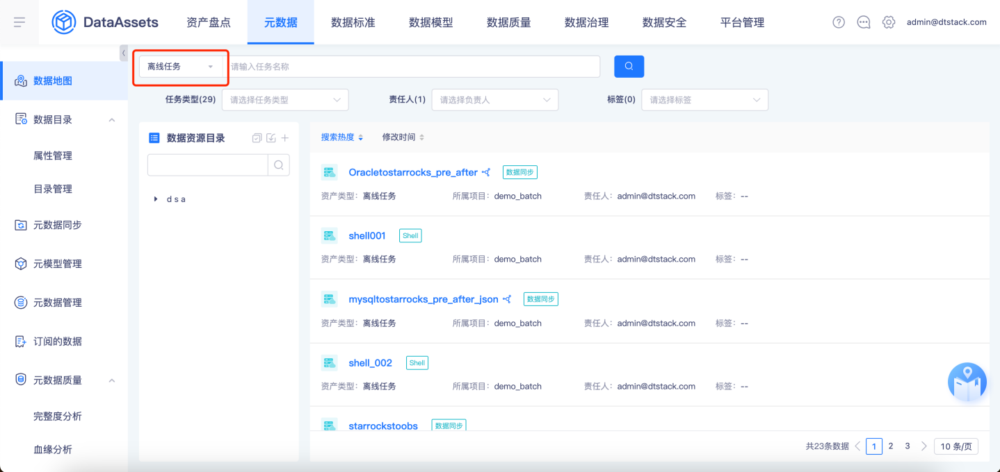 DataAssets 资产盘点 元数据 数据标准 数据模型 数据质量 数据治理 数据安全 平台管理 admin@dtstack.com
数据地图
数据目录
属性管理
目录管理
元数据同步
元模型管理
元数据管理
订阅的数据
元数据质量
完整度分析
血缘分析
离线任务 请输入任务名称
任务类型(29) 请选择任务类型 责任人(1) 请选择负责人 标签(0) 请选择标签
数据资源目录
dsa
搜索热度 修改时间
Oracletostarrocks_pre_after 数据同步
资产类型: 离线任务 所属项目: demo_batch 责任人: admin@dtstack.com 标签: --
shell001 Shell
资产类型: 离线任务 所属项目: demo_batch 责任人: admin@dtstack.com 标签: --
mysqltostarrocks_pre_after_json 数据同步
资产类型: 离线任务 所属项目: demo_batch 责任人: admin@dtstack.com 标签: --
shell_002 Shell
资产类型: 离线任务 所属项目: demo_batch 责任人: admin@dtstack.com 标签: --
starrockstoobs 数据同步
共23条数据 1 2 3 10 条/页